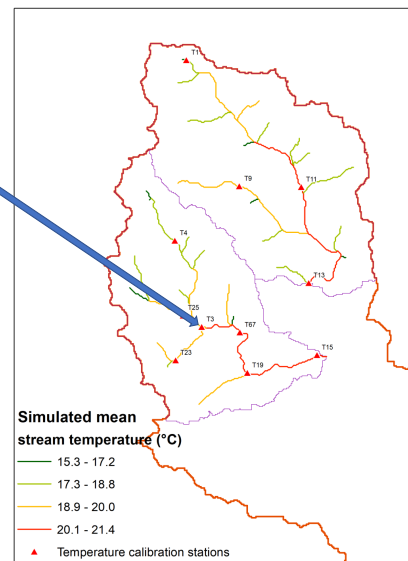 T1
T9
T11
T4
T13
T25
T3
T67
T15
T23
T19
Simulated mean
stream temperature (°C)
15.3 - 17.2
17.3 - 18.8
18.9 - 20.0
20.1 - 21.4
Temperature calibration stations